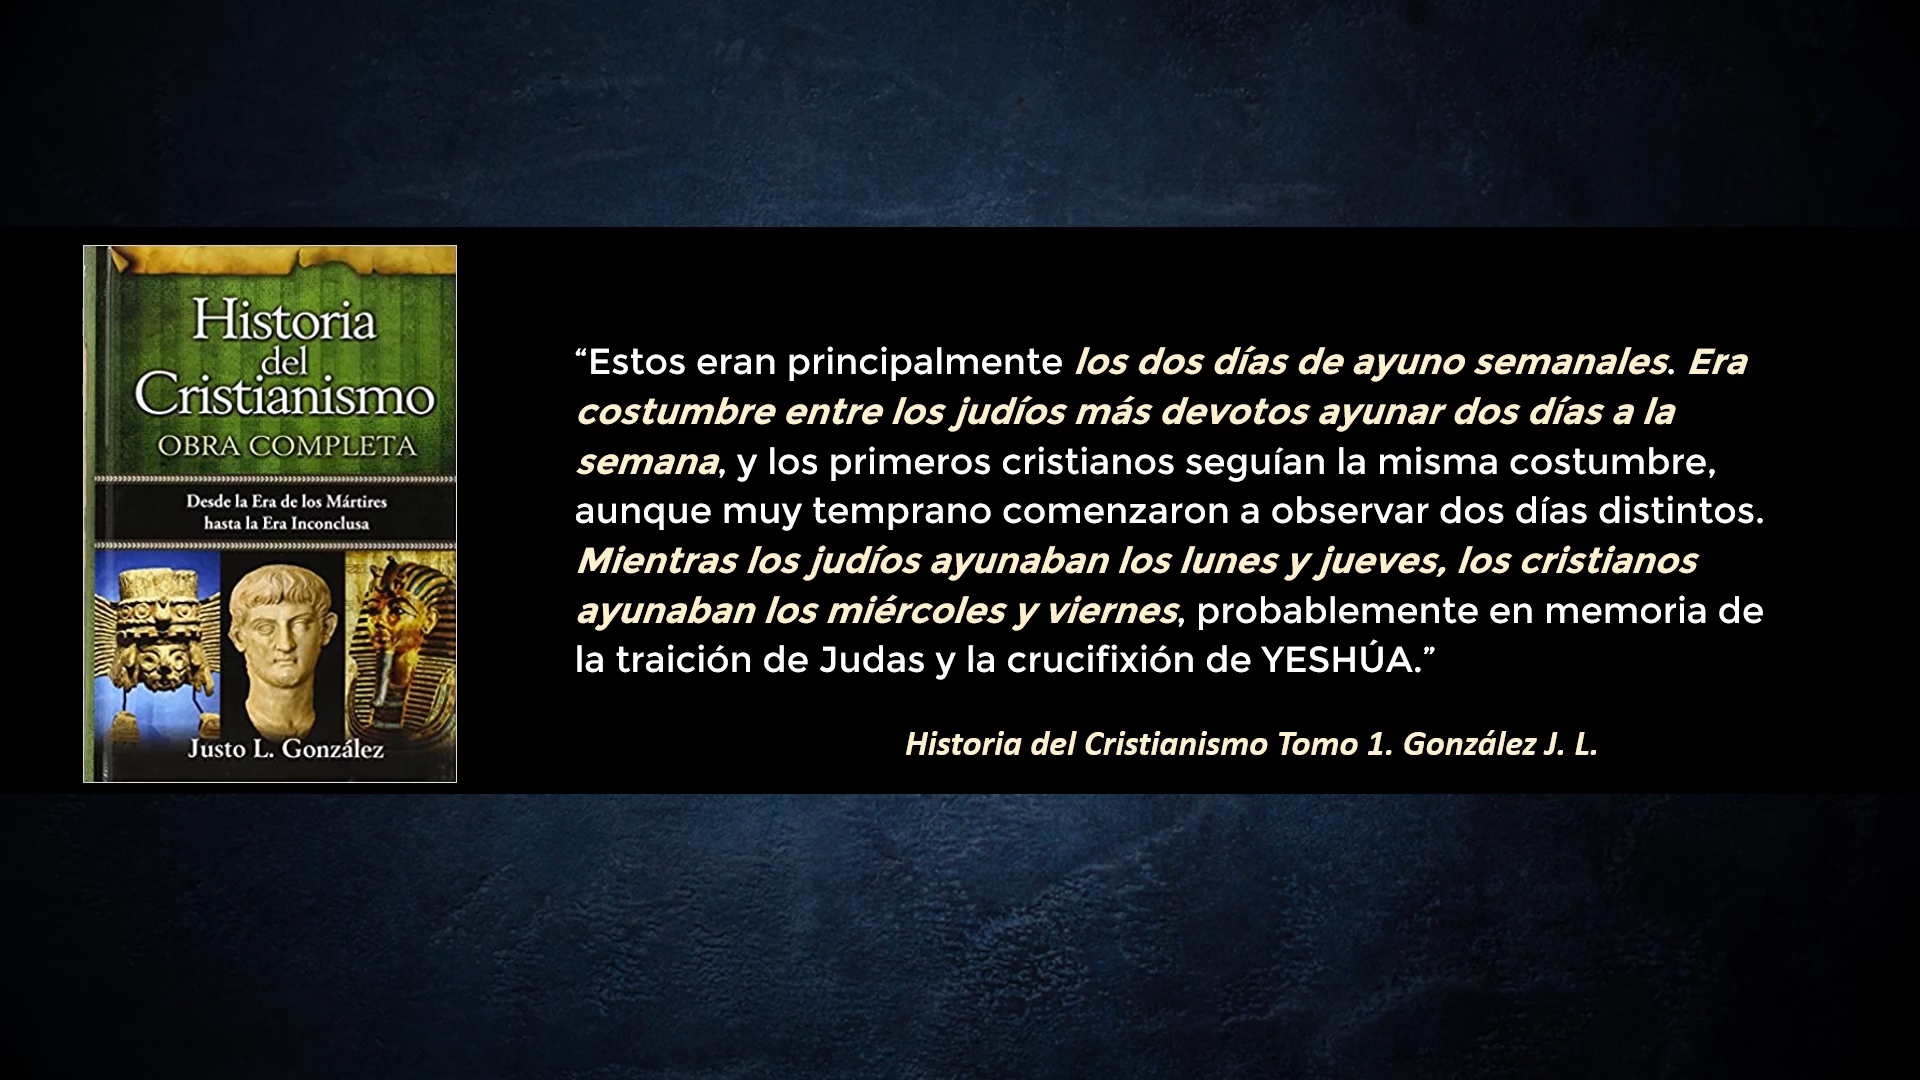 Historia
del
Cristianismo
OBRA COMPLETA
Desde la Era de los Mártires
hasta la Era Inconclusa
Justo L. González
“Estos eran principalmente los dos días de ayuno semanales. Era
costumbre entre los judíos más devotos ayunar dos días a la
semana, y los primeros cristianos seguían la misma costumbre,
aunque muy temprano comenzaron a observar dos días distintos.
Mientras los judíos ayunaban los lunes y jueves, los cristianos
ayunaban los miércoles y viernes, probablemente en memoria de
la traición de Judas y la crucifixión de YESHÚA.”
Historia del Cristianismo Tomo 1. González J. L.